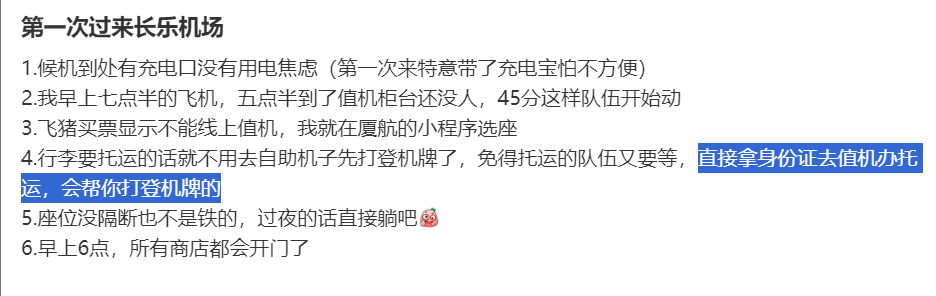 第一次过来长乐机场
1.候机到处有充电口没有用电焦虑（第一次来特意带了充电宝怕不方便）
2.我早上七点半的飞机，五点半到了值机柜台还没人，45分这样队伍开始动
3.飞猪买票显示不能线上值机，我就在厦航的小程序选座
4.行李要托运的话就不用去自助机子先打登机牌了，免得托运的队伍又要等，直接拿身份证去值机办托
运，会帮你打登机牌的
5.座位没隔断也不是铁的，过夜的话直接躺吧
6.早上6点，所有商店都会开门了